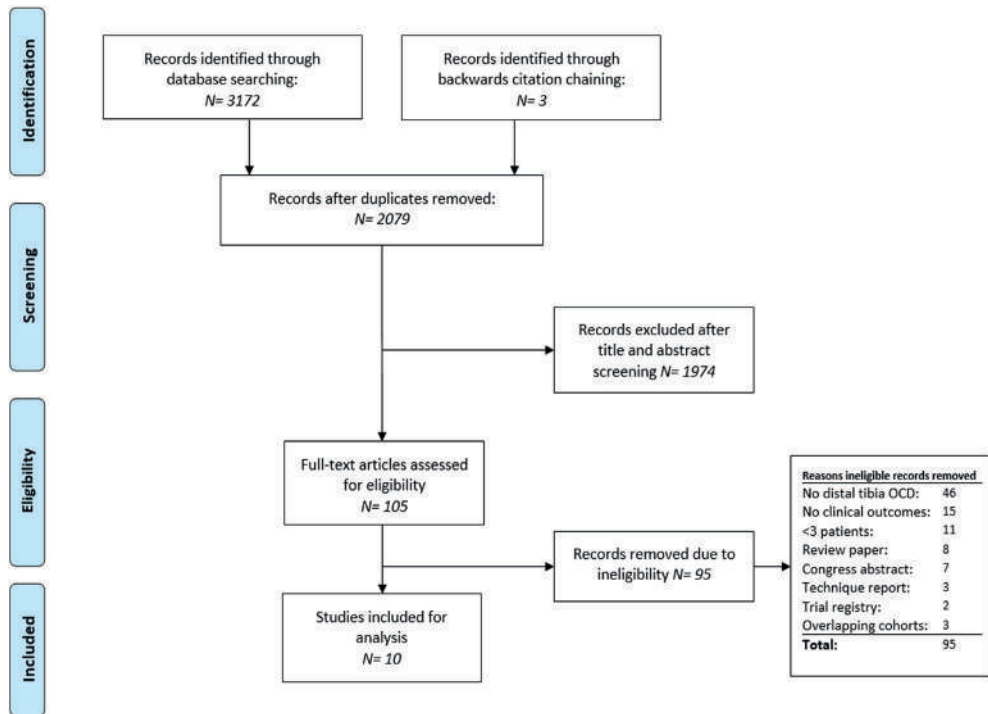 Identification
Records identified through
database searching:
N= 3172
Records identified through
backwards citation chaining:
N= 3
Records after duplicates removed:
N= 2079
Screening
Records excluded after
title and abstract
screening N= 1974
Eligibility
Full-text articles assessed
for eligibility
N= 105
Records removed due to
ineligibility N= 95
Reasons ineligible records removed
No distal tibia OCD: 46
No clinical outcomes: 15
<3 patients: 11
Review paper: 8
Congress abstract: 7
Technique report: 3
Trial registry: 2
Overlapping cohorts: 3
Total: 95
Included
Studies included for
analysis
N= 10